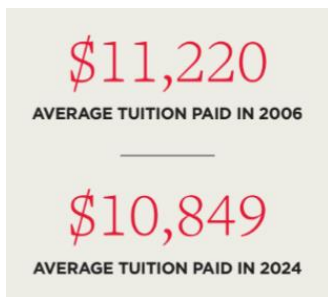 $11,220
AVERAGE TUITION PAID IN 2006
$10,849
AVERAGE TUITION PAID IN 2024